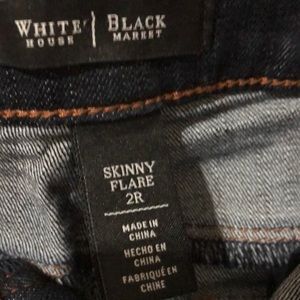 WHITE | BLACK
HOUSE | MARKET
SKINNY
FLARE
2R
MADE IN
CHINA
HECHO EN
CHINA
FABRIQUÉ EN
CHINE